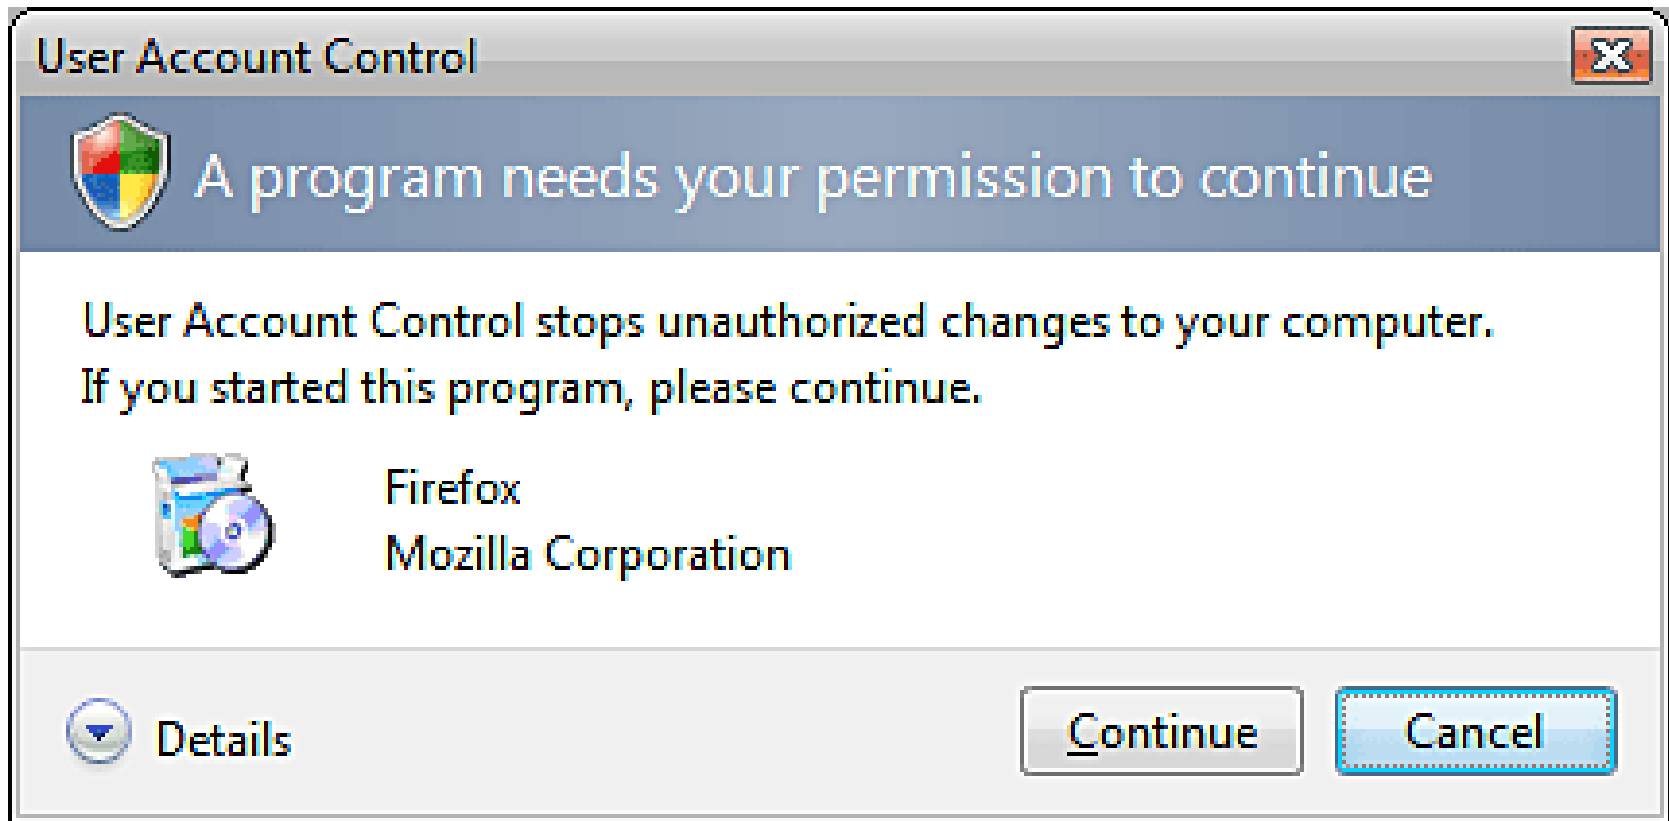 User Account Control
A program needs your permission to continue
User Account Control stops unauthorized changes to your computer.
If you started this program, please continue.
Firefox
Mozilla Corporation
Details
Continue
Cancel